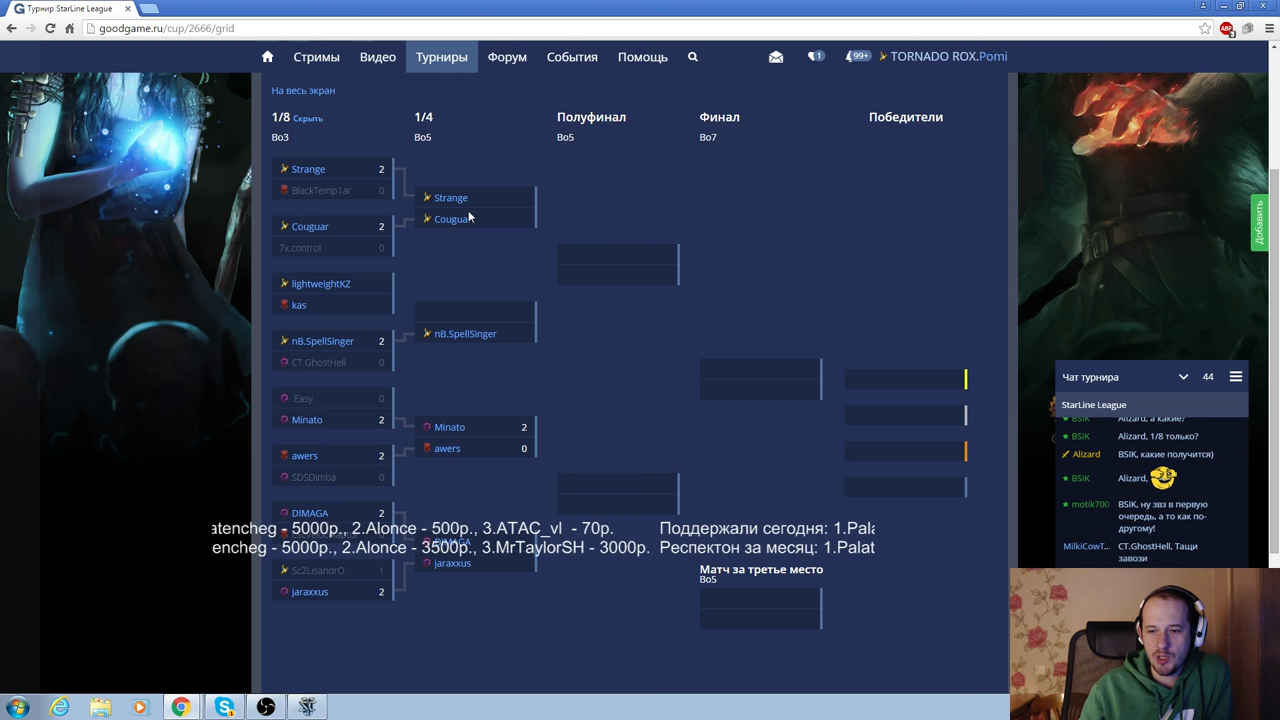 Турнир StarLine League
goodgame.ru/cup/2666/grid
Стримы Видео Турниры Форум События Помощь 1 99+ TORNADO ROX.Pomi
На весь экран
1/8 Скрыть 1/4 Полуфинал Финал Победители
Bo3 Bo5 Bo5 Bo7
Strange 2
BlackTemp1ar 0
Strange
Couguar
Couguar 2
7x.control 0
lightweightKZ
kas
nB.SpellSinger
nB.SpellSinger 2
CT.GhostHell 0
.Easy 0
Minato 2
Minato 2
awers 0
awers 2
SDSDimba 0
DIMAGA 2
atencheg - 5000р., 2.Alonce - 500р., 3.ATAC_vl - 70р. Поддержали сегодня: 1.Pala
encheg - 5000р., 2.Alonce - 3500р., 3.MrTaylorSH - 3000р. Респектон за месяц: 1.Palat
DIMAGA
jaraxxus
Sc2LisandrO 1
jaraxxus 2
Матч за третье место
Bo5
Добавить
Чат турнира 44
StarLine League
BSIK Alizard, а какие?
BSIK Alizard, 1/8 только?
Alizard BSIK, какие получится)
BSIK Alizard,
motik700 BSIK, ну звз в первую
очередь, а то как по-
другому!
MilkiCowT... CT.GhostHell, Тащи
завози